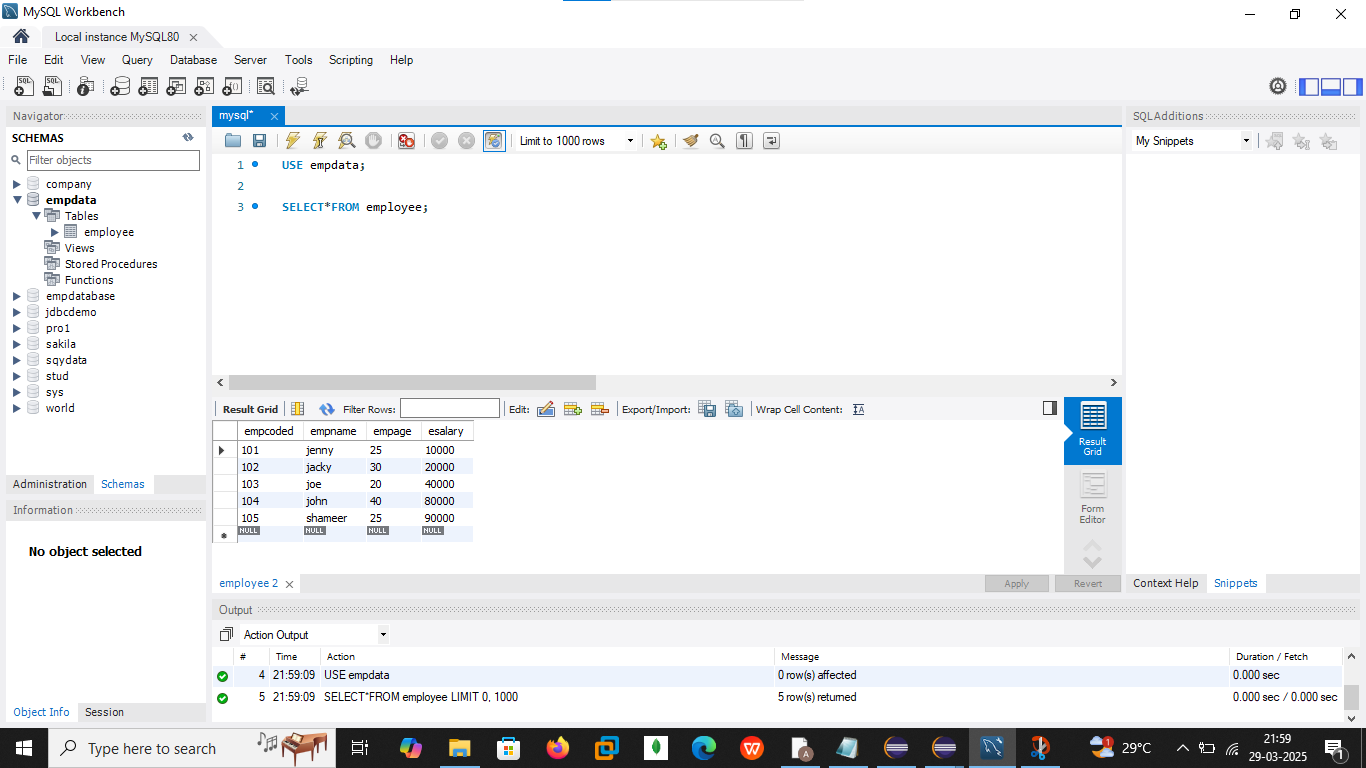 MySQL Workbench
Local instance MySQL80
File Edit View Query Database Server Tools Scripting Help
Navigator
SCHEMAS
Filter objects
company
empdata
Tables
employee
Views
Stored Procedures
Functions
empdatabase
jdbcdemo
pro1
sakila
sqydata
stud
sys
world
Administration Schemas
Information
No object selected
Object Info Session
mysql*
Limit to 1000 rows
1 USE empdata;
2
3 SELECT*FROM employee;
Result Grid Filter Rows: Edit: Export/Import: Wrap Cell Content:
empcoded empname empage esalary
101 jenny 25 10000
102 jacky 30 20000
103 joe 20 40000
104 john 40 80000
105 shameer 25 90000
NULL NULL NULL NULL
Result
Grid
Form
Editor
employee 2
Apply Revert
SQLAdditions
My Snippets
Context Help Snippets
Output
Action Output
# Time Action Message Duration / Fetch
4 21:59:09 USE empdata 0 row(s) affected 0.000 sec
5 21:59:09 SELECT*FROM employee LIMIT 0, 1000 5 row(s) returned 0.000 sec / 0.000 sec
Type here to search
29°C
21:59
29-03-2025